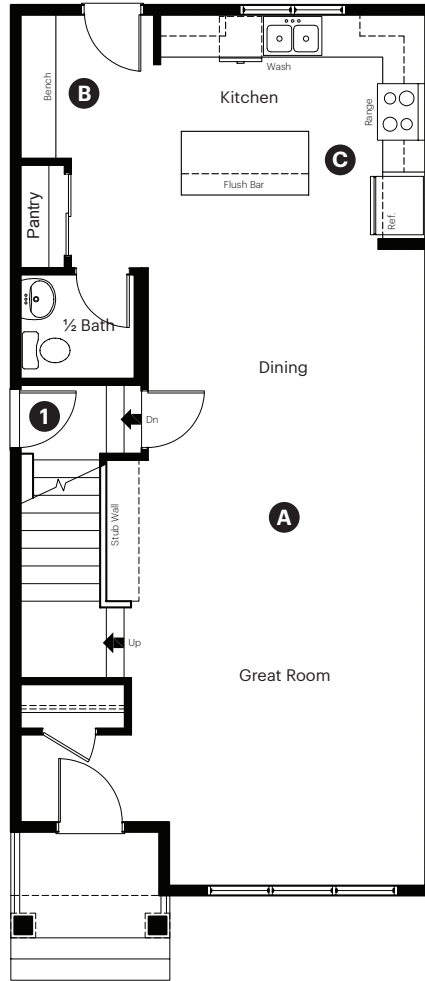 Bench
B
Wash
Kitchen
Range
C
Flush Bar
Pantry
Ref.
½ Bath
Dining
1
Dn
Stub Wall
A
Up
Great Room